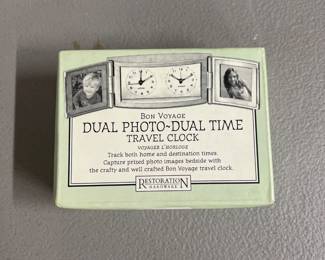 BON VOYAGE
DUAL PHOTO~DUAL TIME
TRAVEL CLOCK
VOYAGER L'HORLOGE
Track both home and destination times.
Capture prized photo images bedside with
the crafty and well crafted Bon Voyage travel clock.
RESTORATION
HARDWARE